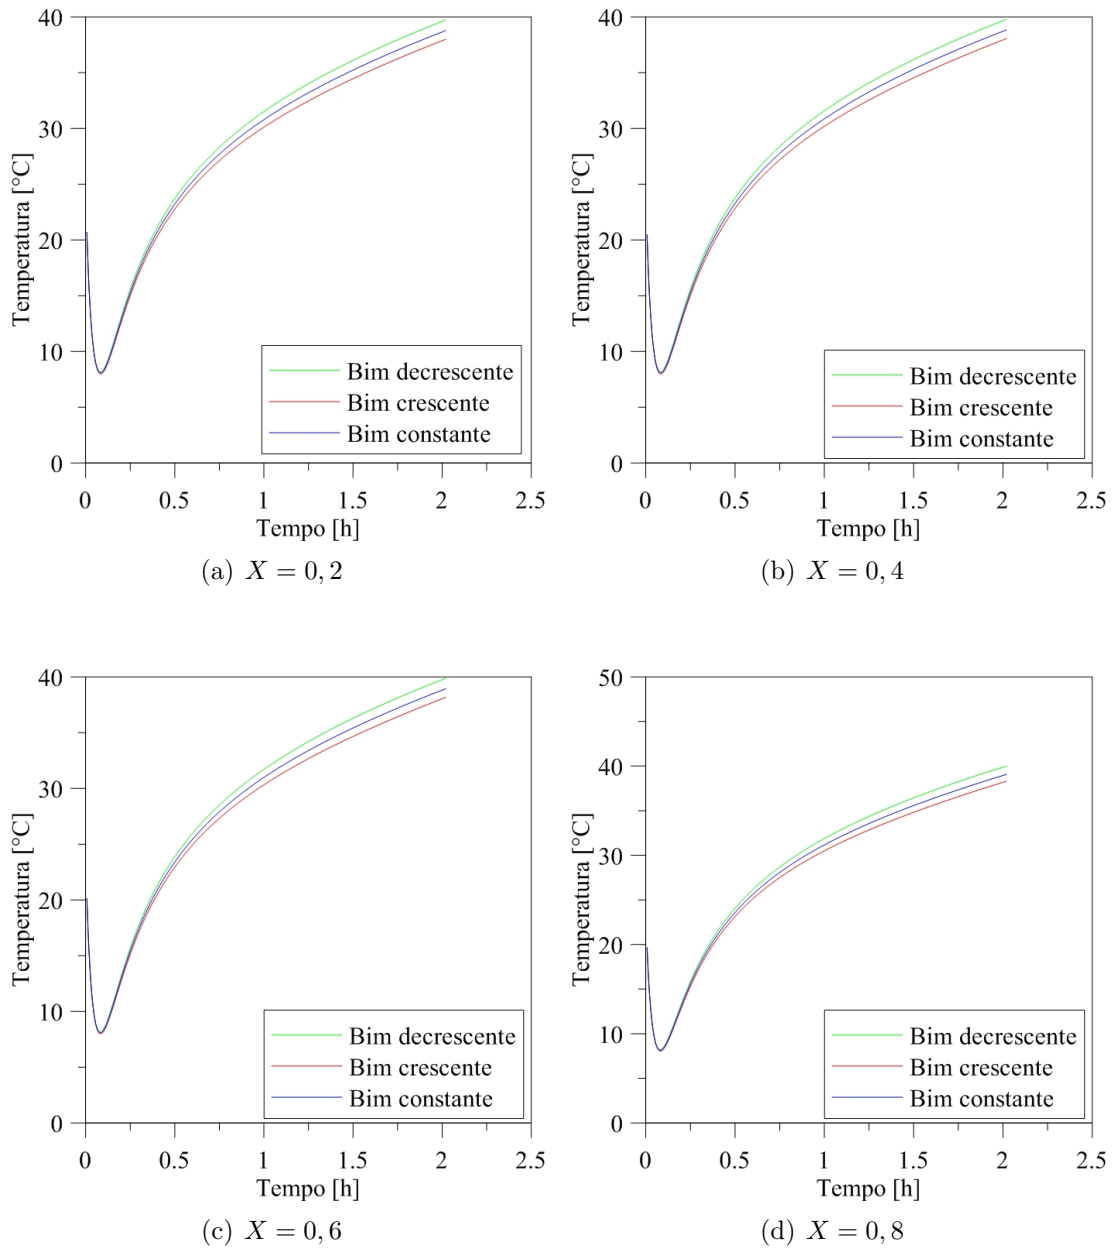 40
30
20
10
0
Temperatura [°C]
Bim decrescente
Bim crescente
Bim constante
0 0.5 1 1.5 2 2.5
Tempo [h]
(a) X = 0, 2
40
30
20
10
0
Temperatura [°C]
Bim decrescente
Bim crescente
Bim constante
0 0.5 1 1.5 2 2.5
Tempo [h]
(b) X = 0, 4
40
30
20
10
0
Temperatura [°C]
Bim decrescente
Bim crescente
Bim constante
0 0.5 1 1.5 2 2.5
Tempo [h]
(c) X = 0, 6
50
40
30
20
10
0
Temperatura [°C]
Bim decrescente
Bim crescente
Bim constante
0 0.5 1 1.5 2 2.5
Tempo [h]
(d) X = 0, 8